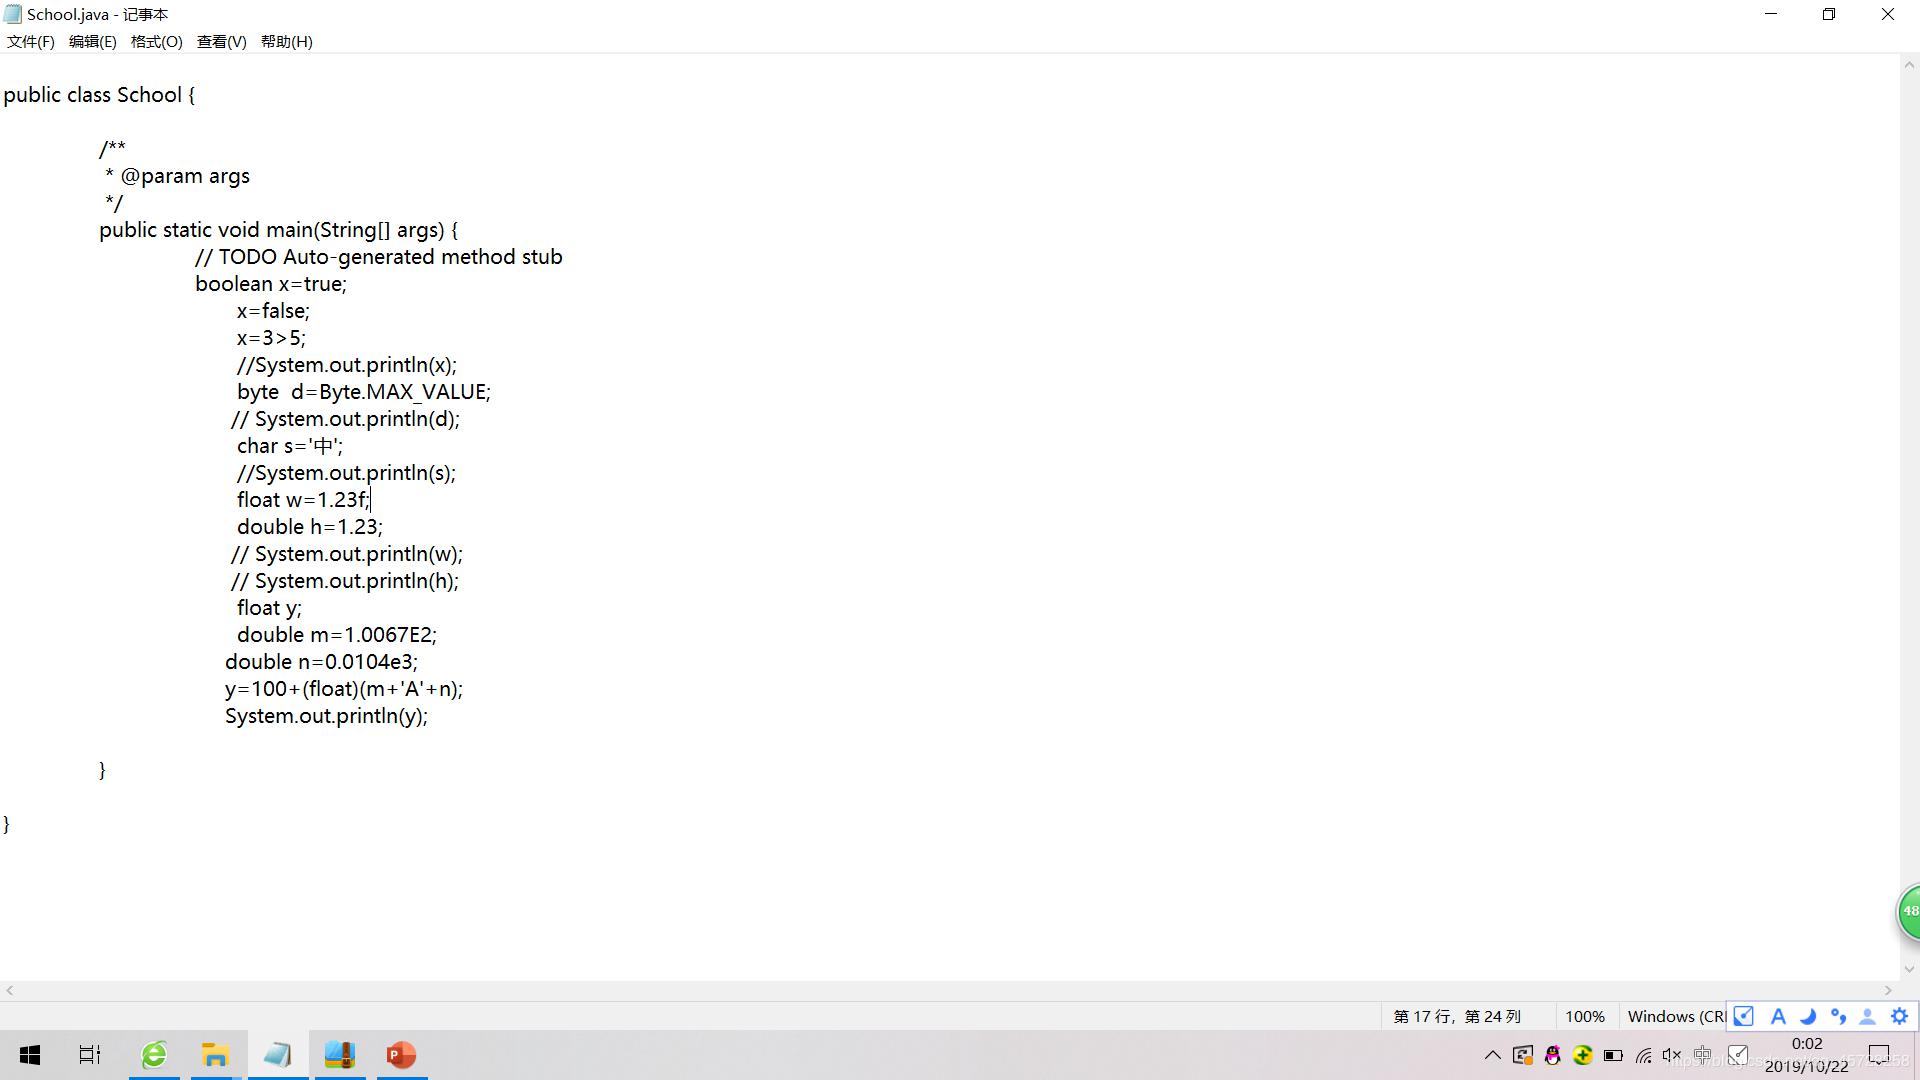 School.java - 记事本
文件(F) 编辑(E) 格式(O) 查看(V) 帮助(H)
public class School {
/**
* @param args
*/
public static void main(String[] args) {
// TODO Auto-generated method stub
boolean x=true;
x=false;
x=3>5;
//System.out.println(x);
byte  d=Byte.MAX_VALUE;
// System.out.println(d);
char s='中';
//System.out.println(s);
float w=1.23f;
double h=1.23;
// System.out.println(w);
// System.out.println(h);
float y;
double m=1.0067E2;
double n=0.0104e3;
y=100+(float)(m+'A'+n);
System.out.println(y);
}
}
48
第 17 行，第 24 列 100% Windows (CRL
中 0:02
2019/10/22